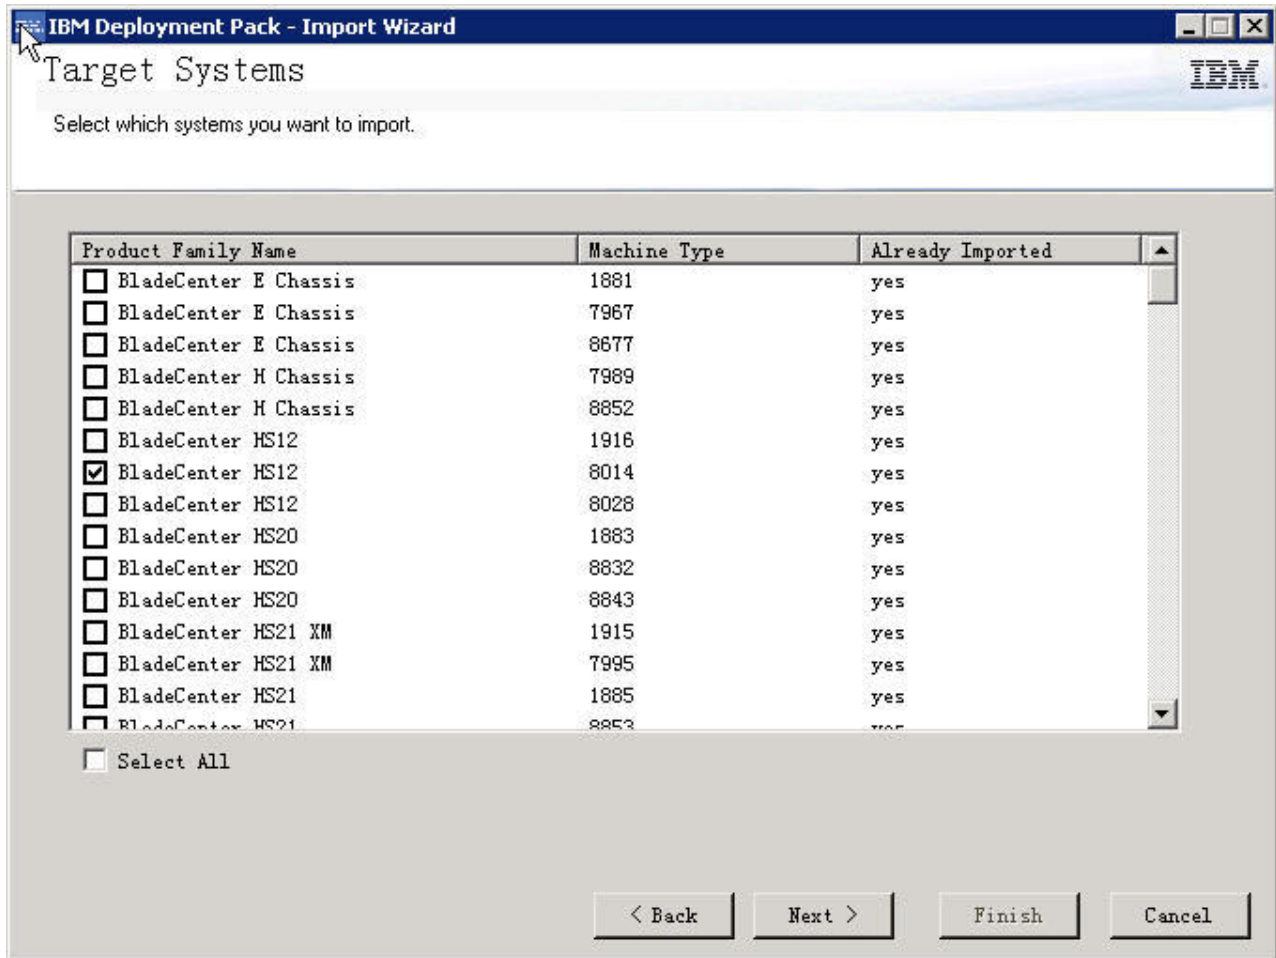 IBM Deployment Pack - Import Wizard
Target Systems
IBM
Select which systems you want to import.
Product Family Name Machine Type Already Imported
BladeCenter E Chassis 1881 yes
BladeCenter E Chassis 7967 yes
BladeCenter E Chassis 8677 yes
BladeCenter H Chassis 7989 yes
BladeCenter H Chassis 8852 yes
BladeCenter HS12 1916 yes
BladeCenter HS12 8014 yes
BladeCenter HS12 8028 yes
BladeCenter HS20 1883 yes
BladeCenter HS20 8832 yes
BladeCenter HS20 8843 yes
BladeCenter HS21 XM 1915 yes
BladeCenter HS21 XM 7995 yes
BladeCenter HS21 1885 yes
BladeCenter HS21 8853 yes
Select All
< Back Next > Finish Cancel